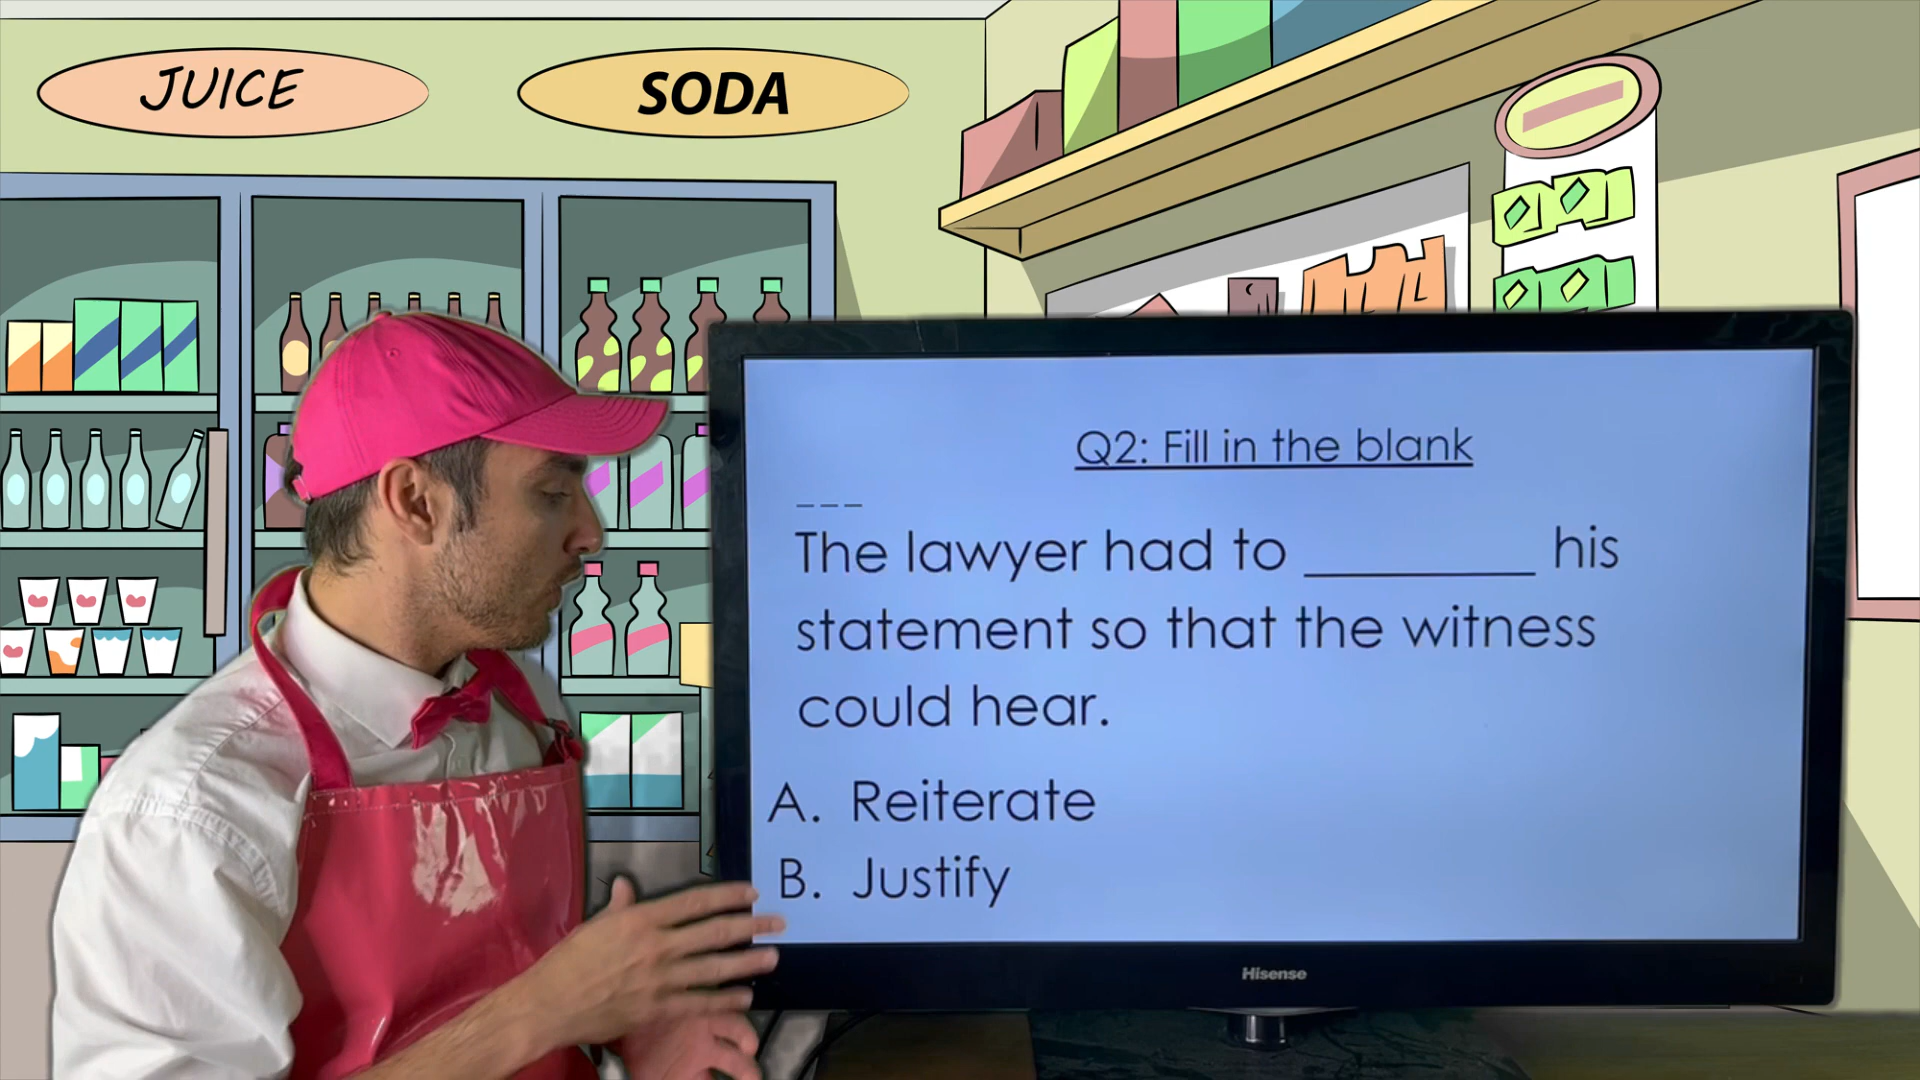 JUICE
SODA
Q2: Fill in the blank
---
The lawyer had to ________ his
statement so that the witness
could hear.
A. Reiterate
B. Justify
Hisense